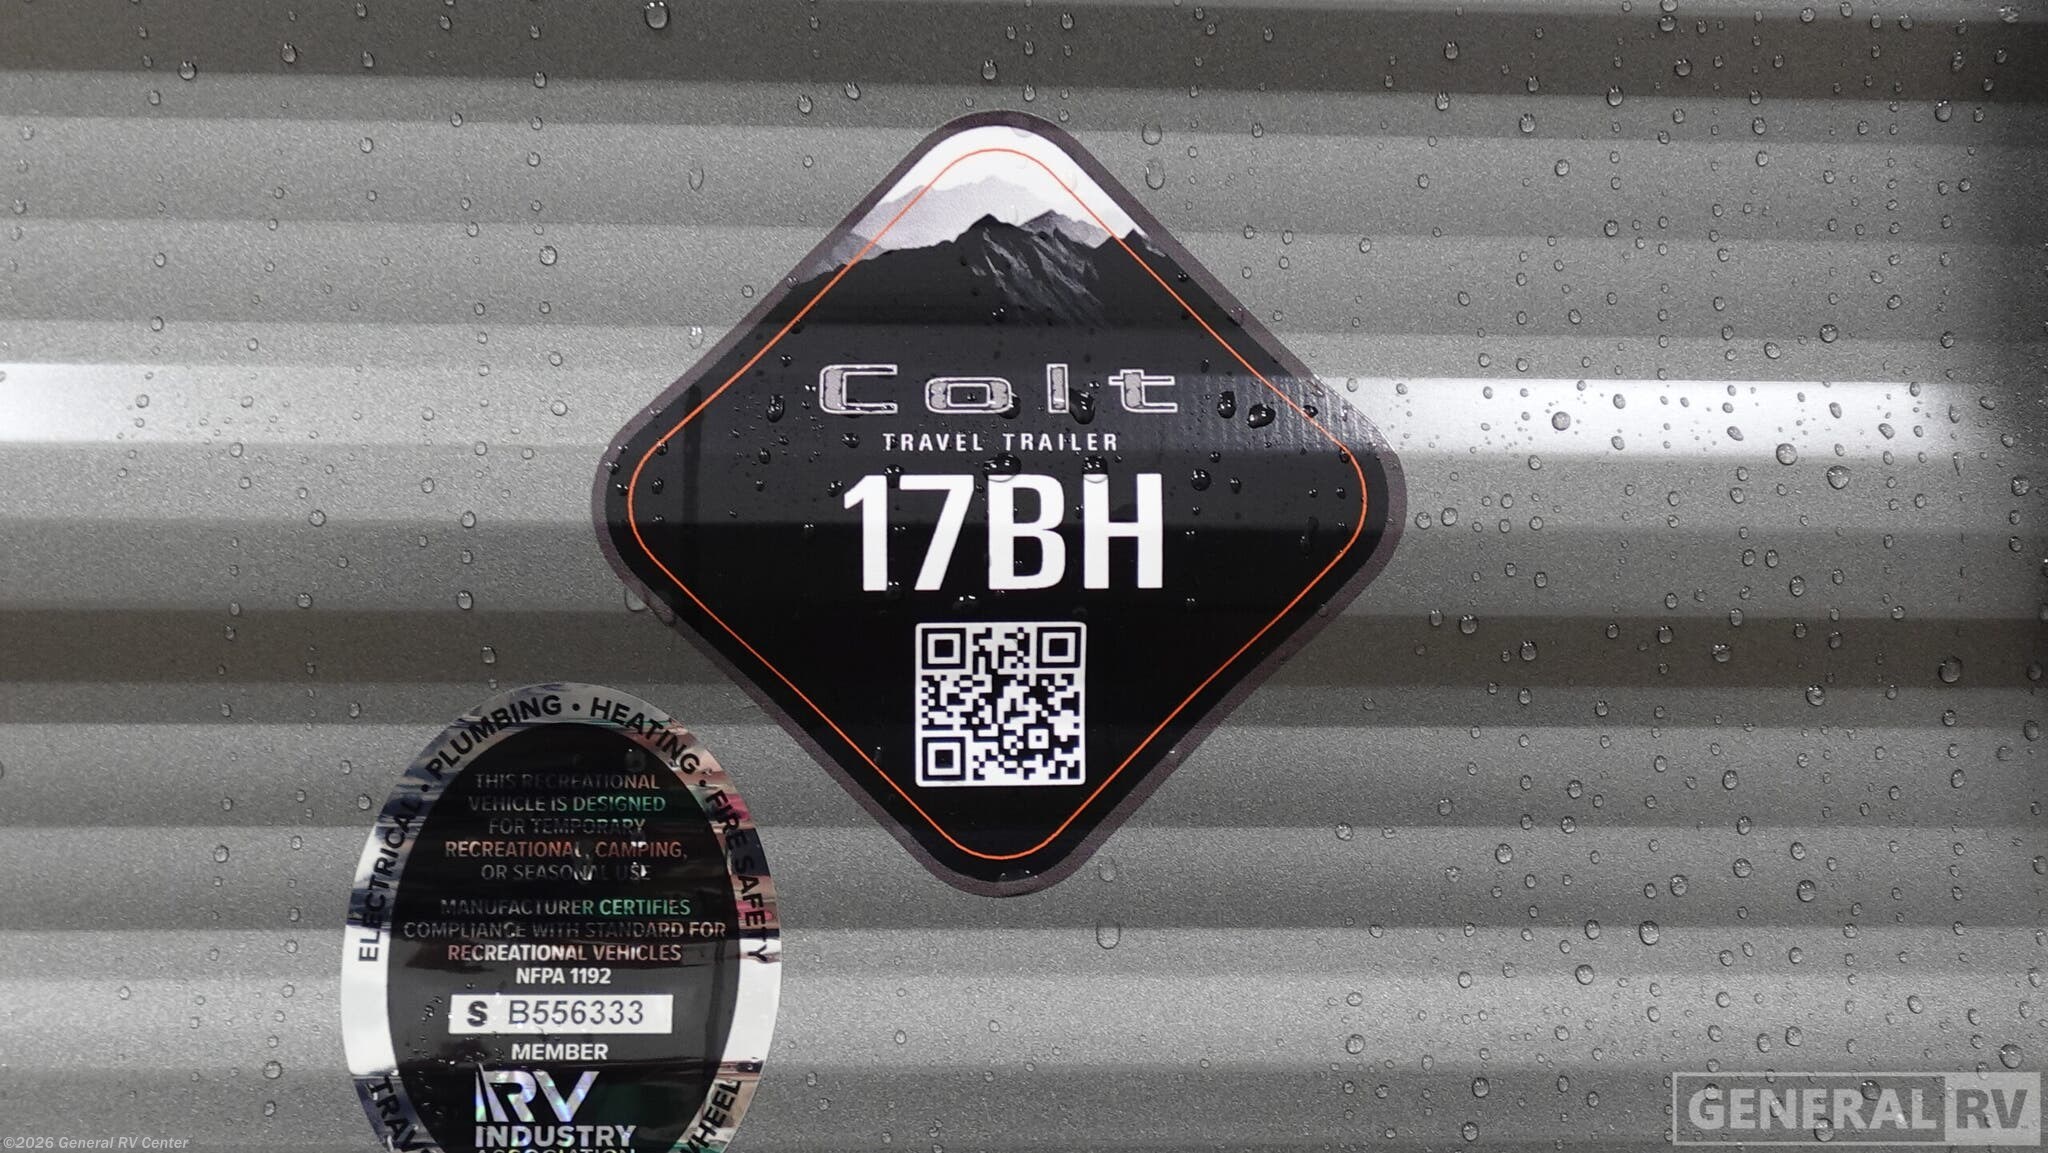 Colt
TRAVEL TRAILER
17BH
ELECTRICAL • PLUMBING • HEATING • FIRE SAFETY
THIS RECREATIONAL
VEHICLE IS DESIGNED
FOR TEMPORARY
RECREATIONAL, CAMPING,
OR SEASONAL USE
MANUFACTURER CERTIFIES
COMPLIANCE WITH STANDARD FOR
RECREATIONAL VEHICLES
NFPA 1192
S B556333
MEMBER
RV
INDUSTRY
ASSOCIATION
WHEEL
GENERAL RV
©2026 General RV Center